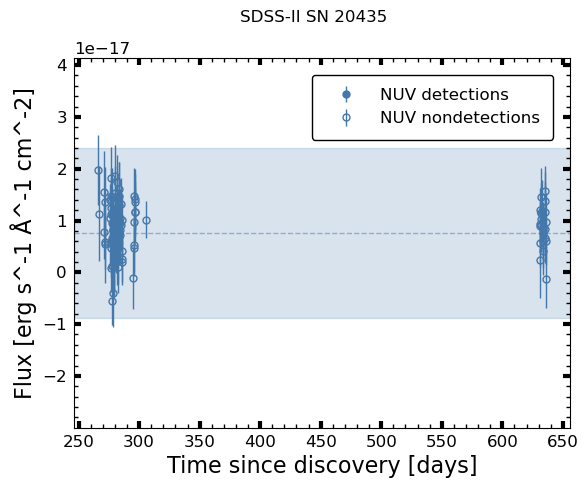 SDSS-II SN 20435
1e−17
4
3
2
1
0
−1
−2
NUV detections
NUV nondetections
Flux [erg s^-1 Å^-1 cm^-2]
250 300 350 400 450 500 550 600 650
Time since discovery [days]